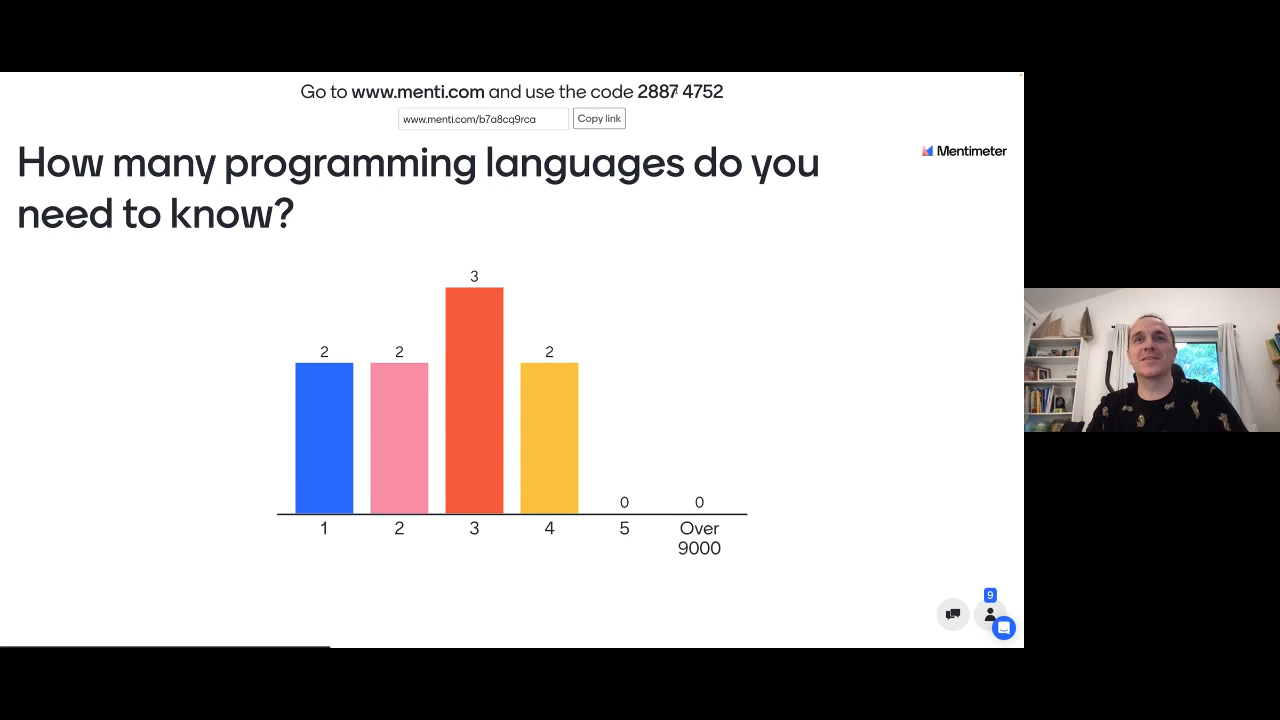 Go to www.menti.com and use the code 2887 4752
www.menti.com/b7a8cq9rca Copy link
Mentimeter
How many programming languages do you
need to know?
3
2 2 2
0 0
1 2 3 4 5 Over
9000
9